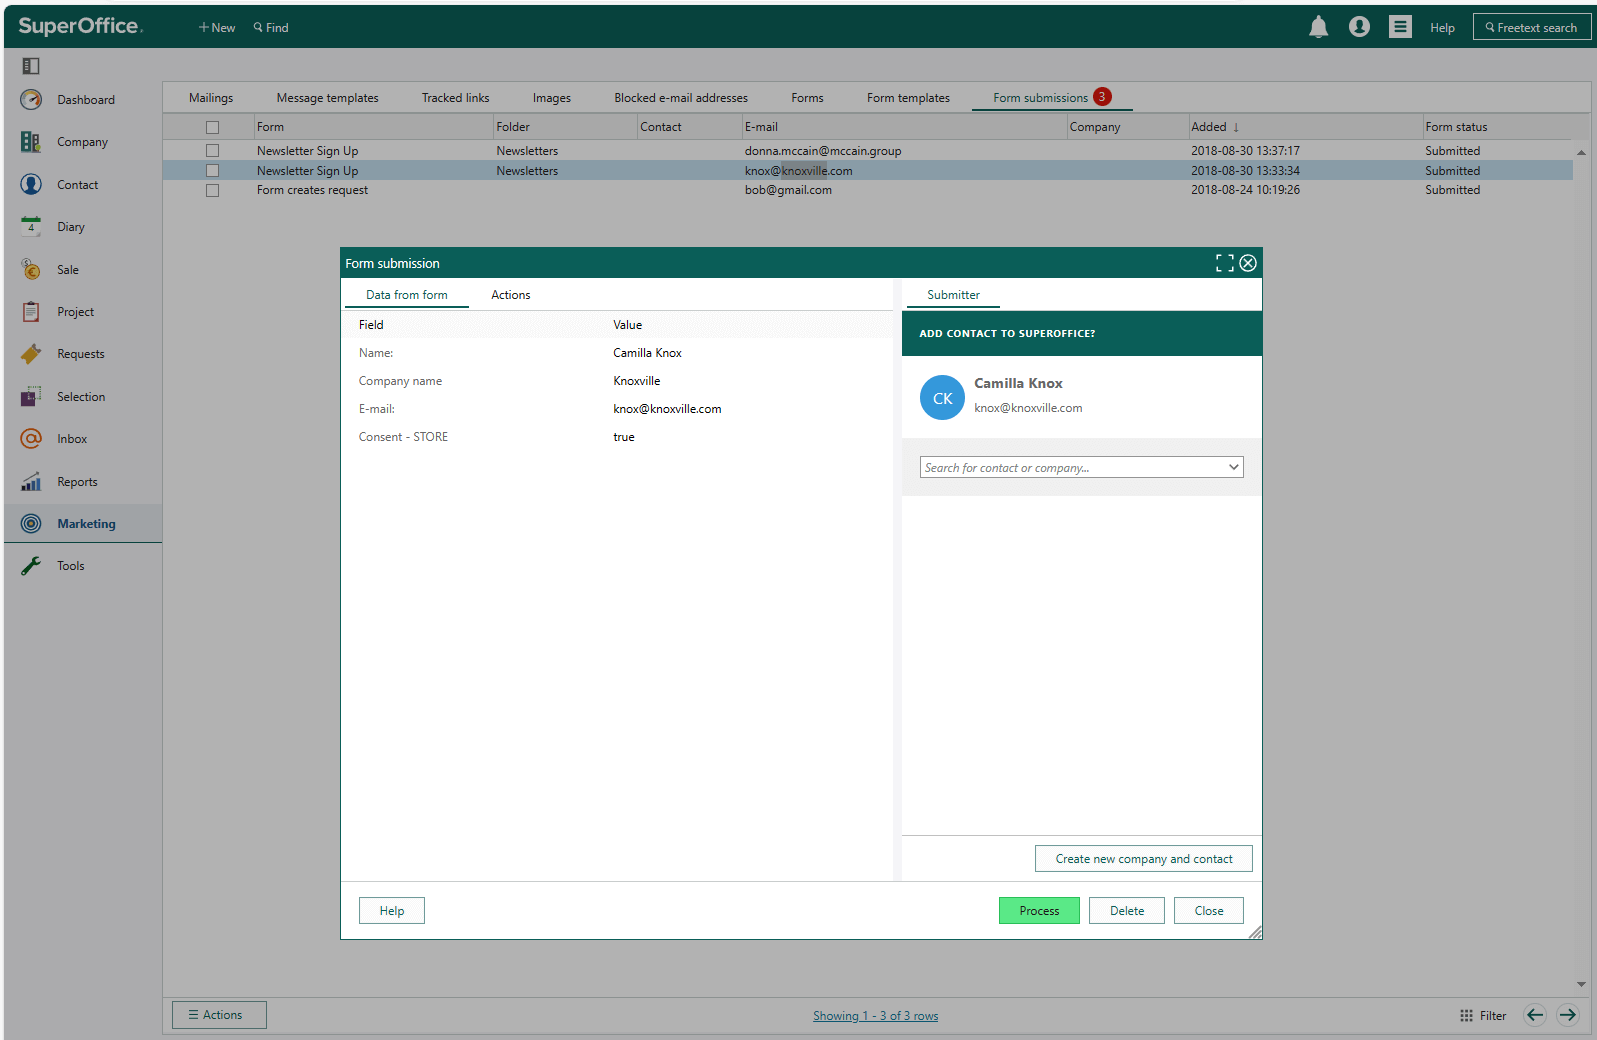 SuperOffice.
+ New Find Help Freetext search
Dashboard
Company
Contact
4 Diary
Sale
Project
Requests
Selection
Inbox
Reports
Marketing
Tools
Mailings Message templates Tracked links Images Blocked e-mail addresses Forms Form templates Form submissions 3
Form Folder Contact E-mail Company Added ↓ Form status
Newsletter Sign Up Newsletters donna.mccain@mccain.group 2018-08-30 13:37:17 Submitted
Newsletter Sign Up Newsletters knox@knoxville.com 2018-08-30 13:33:34 Submitted
Form creates request bob@gmail.com 2018-08-24 10:19:26 Submitted
Form submission
Data from form Actions
Field Value
Name: Camilla Knox
Company name Knoxville
E-mail: knox@knoxville.com
Consent - STORE true
Submitter
ADD CONTACT TO SUPEROFFICE?
CK
Camilla Knox
knox@knoxville.com
Search for contact or company...
Create new company and contact
Help Process Delete Close
☰ Actions Showing 1 - 3 of 3 rows Filter